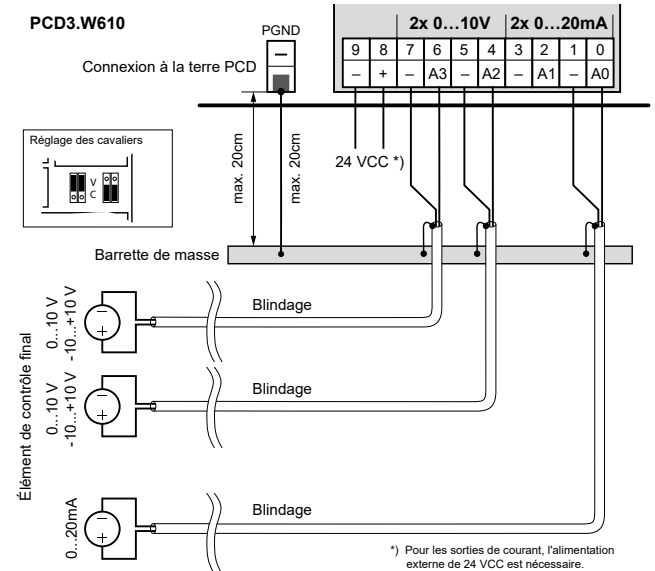 PCD3.W610
PGND
–
Connexion à la terre PCD
2x 0…10V 2x 0…20mA
9 8 7 6 5 4 3 2 1 0
– + – A3 – A2 – A1 – A0
Réglage des cavaliers
V
C
max. 20cm
max. 20cm
24 VCC *)
Barrette de masse
Élément de contrôle final
0...10 V
-10...+10 V
–
+
Blindage
0...10 V
-10...+10 V
–
+
Blindage
0...20mA
–
+
Blindage
*) Pour les sorties de courant, l'alimentation
externe de 24 VCC est nécessaire.